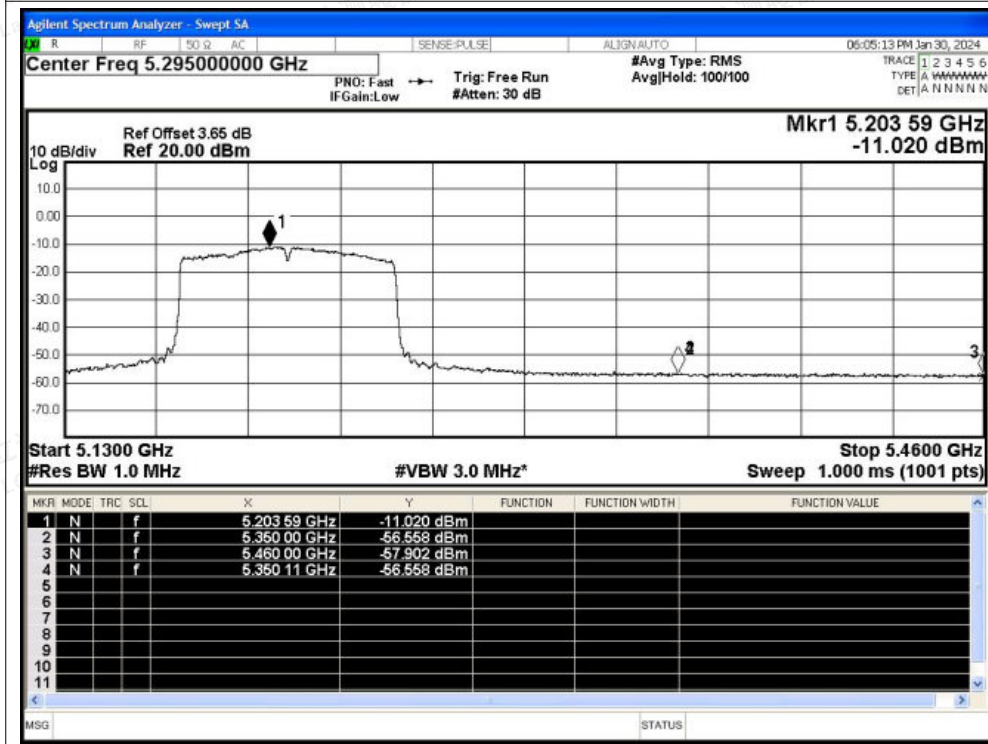 Agilent Spectrum Analyzer - Swept SA
LXI R RF 50 Ω AC SENSE:PULSE ALIGNAUTO 06:05:13 PM Jan 30, 2024
Center Freq 5.295000000 GHz
PNO: Fast
IFGain:Low
Trig: Free Run
#Atten: 30 dB
#Avg Type: RMS
Avg|Hold: 100/100
TRACE 1 2 3 4 5 6
TYPE A WWWWW
DET A N N N N N
Ref Offset 3.65 dB
10 dB/div Ref 20.00 dBm
Log
Mkr1 5.203 59 GHz
-11.020 dBm
10.0
0.00
-10.0
-20.0
-30.0
-40.0
-50.0
-60.0
-70.0
1
3
Start 5.1300 GHz Stop 5.4600 GHz
#Res BW 1.0 MHz #VBW 3.0 MHz* Sweep 1.000 ms (1001 pts)
MKR MODE TRC SCL X Y FUNCTION FUNCTION WIDTH FUNCTION VALUE
1 N f 5.203 59 GHz -11.020 dBm
2 N f 5.350 00 GHz -56.558 dBm
3 N f 5.460 00 GHz -57.902 dBm
4 N f 5.350 11 GHz -56.558 dBm
5
6
7
8
9
10
11
MSG STATUS